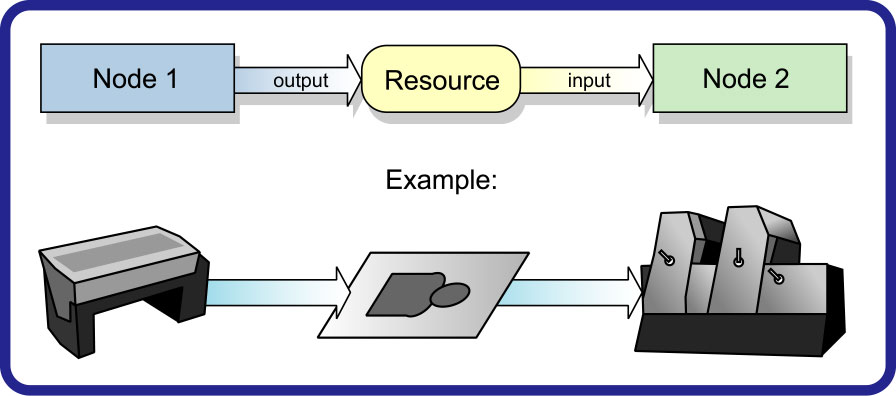 Node 1
output
Resource
input
Node 2
Example: